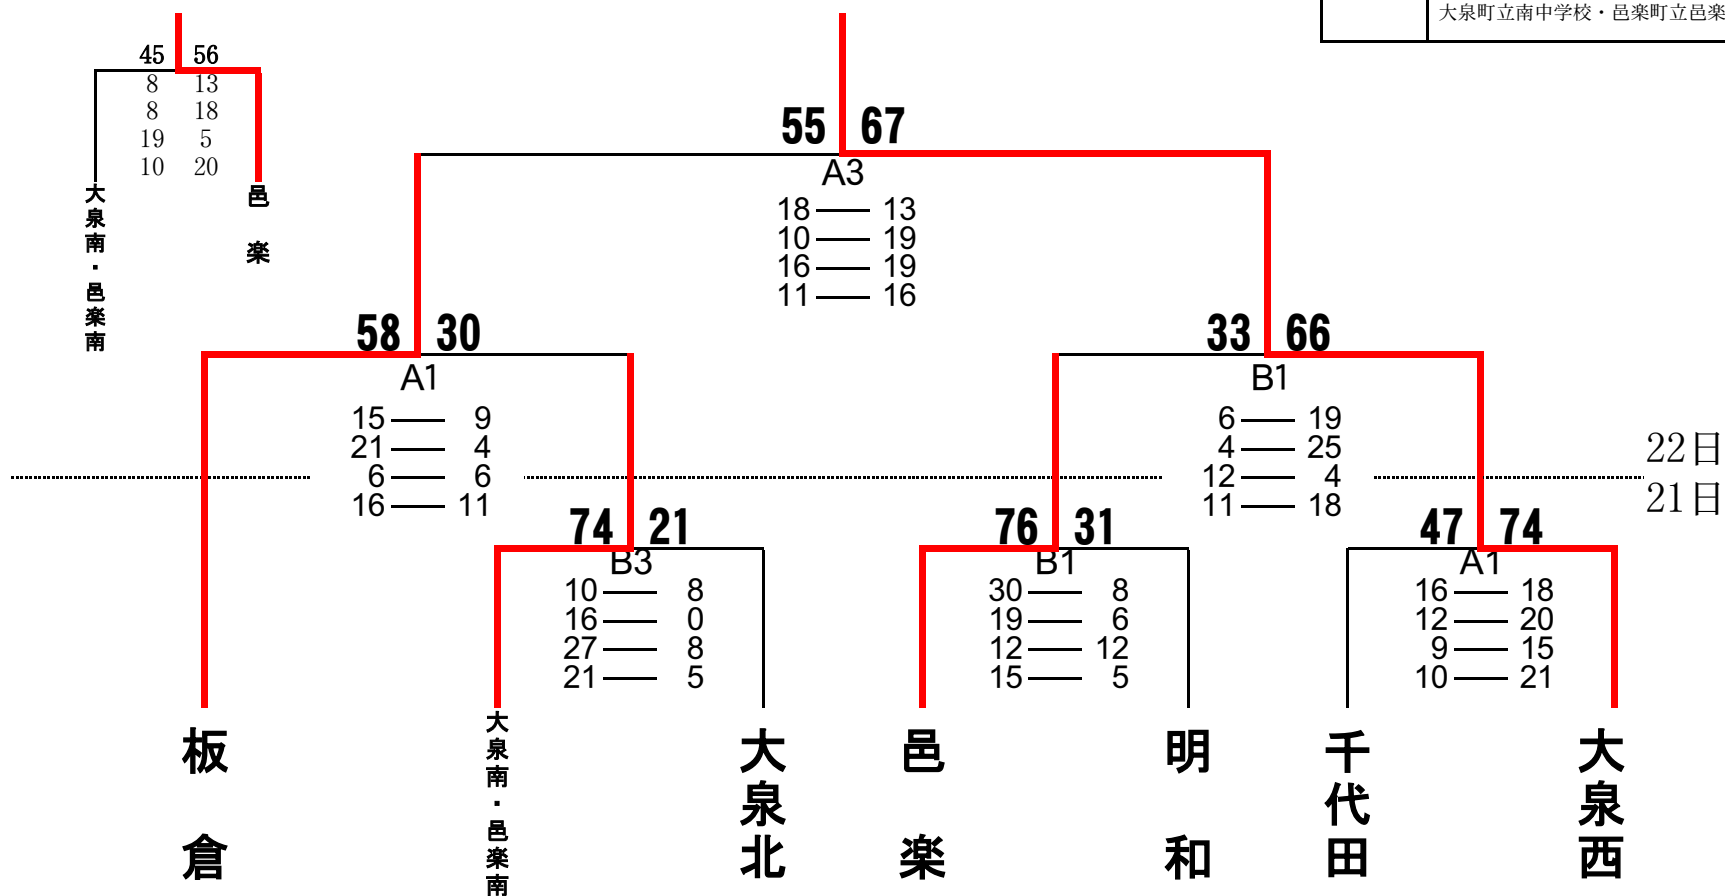 大泉町立南中学校・邑楽町立邑楽
45 56
8 13
8 18
19 5
10 20
大泉南・邑楽南
邑楽
55 67
A3
18 13
10 19
16 19
11 16
58 30
A1
15 9
21 4
6 6
16 11
33 66
B1
6 19
4 25
12 4
11 18
22日
21日
74 21
B3
10 8
16 0
27 8
21 5
76 31
B1
30 8
19 6
12 12
15 5
47 74
A1
16 18
12 20
9 15
10 21
板倉
大泉南・邑楽南
大泉北
邑楽
明和
千代田
大泉西